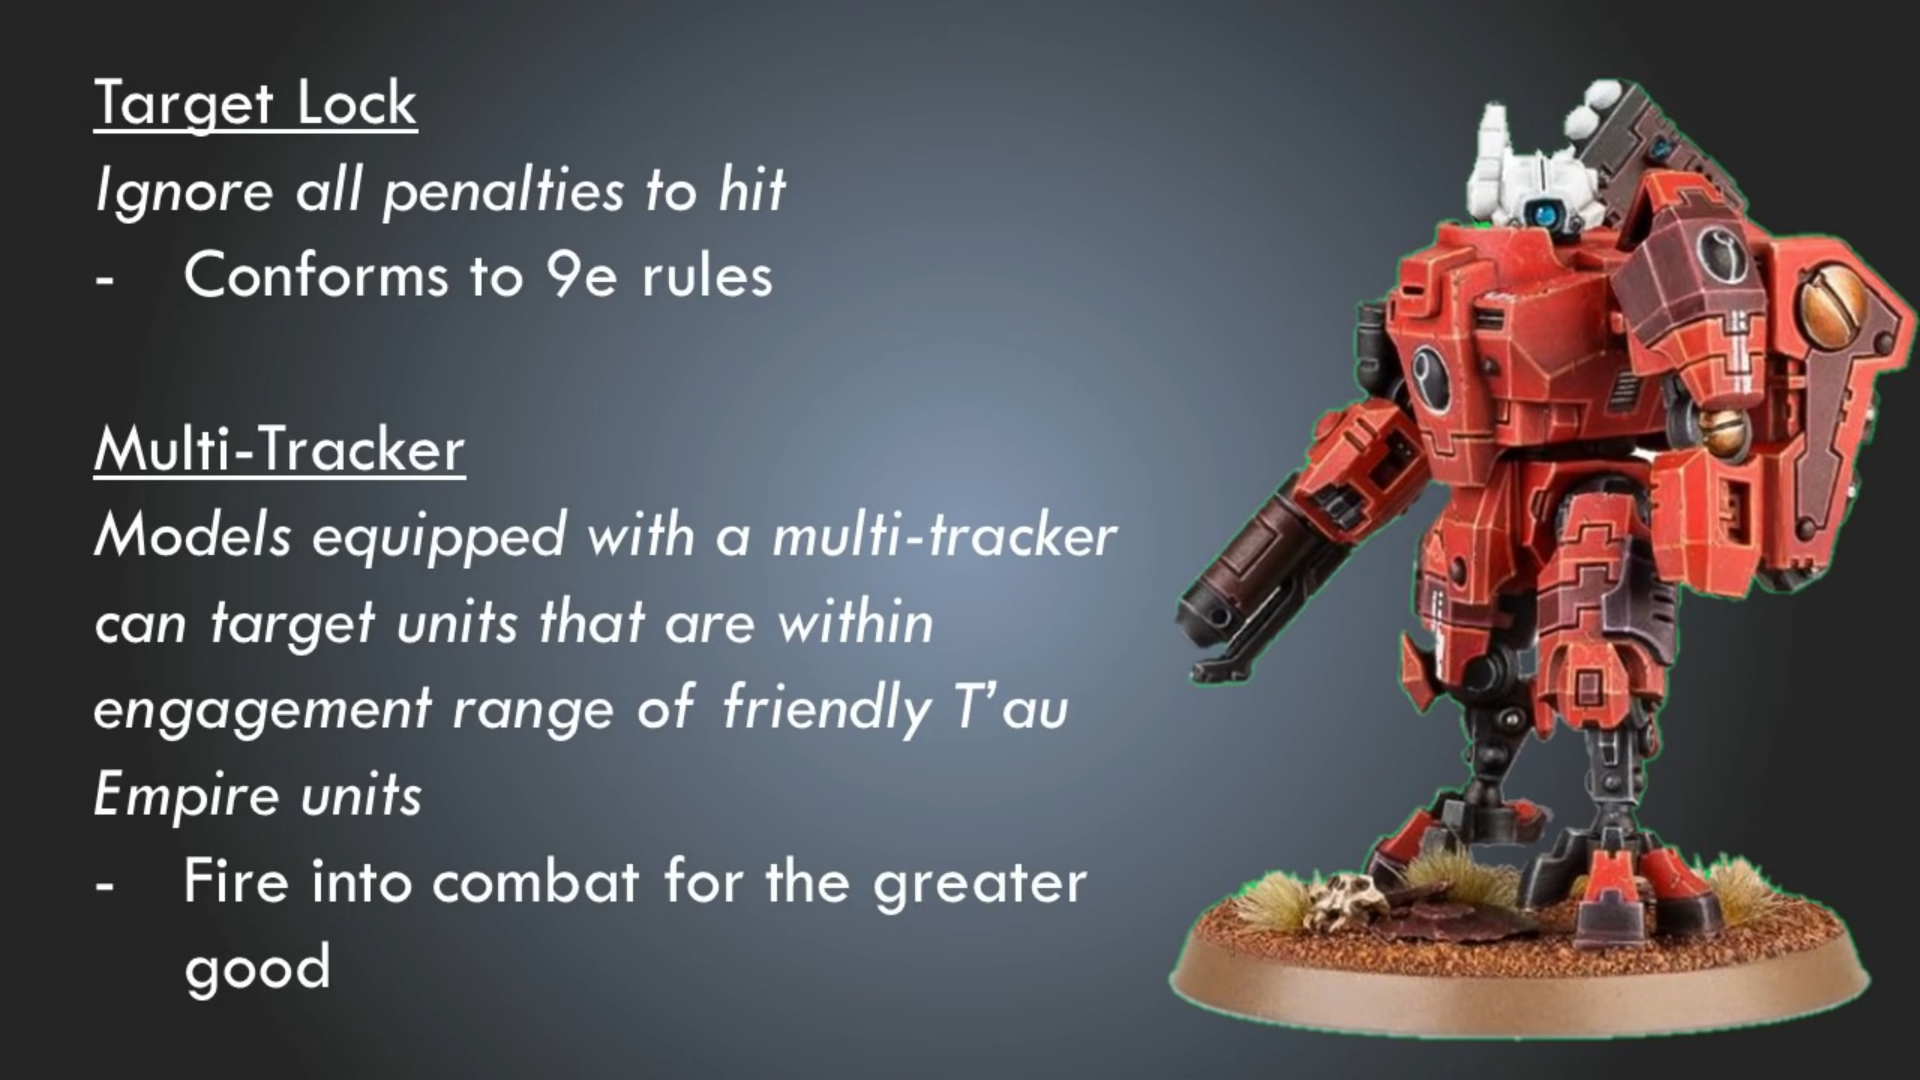 Target Lock
Ignore all penalties to hit
- Conforms to 9e rules
Multi-Tracker
Models equipped with a multi-tracker
can target units that are within
engagement range of friendly T'au
Empire units
- Fire into combat for the greater
good